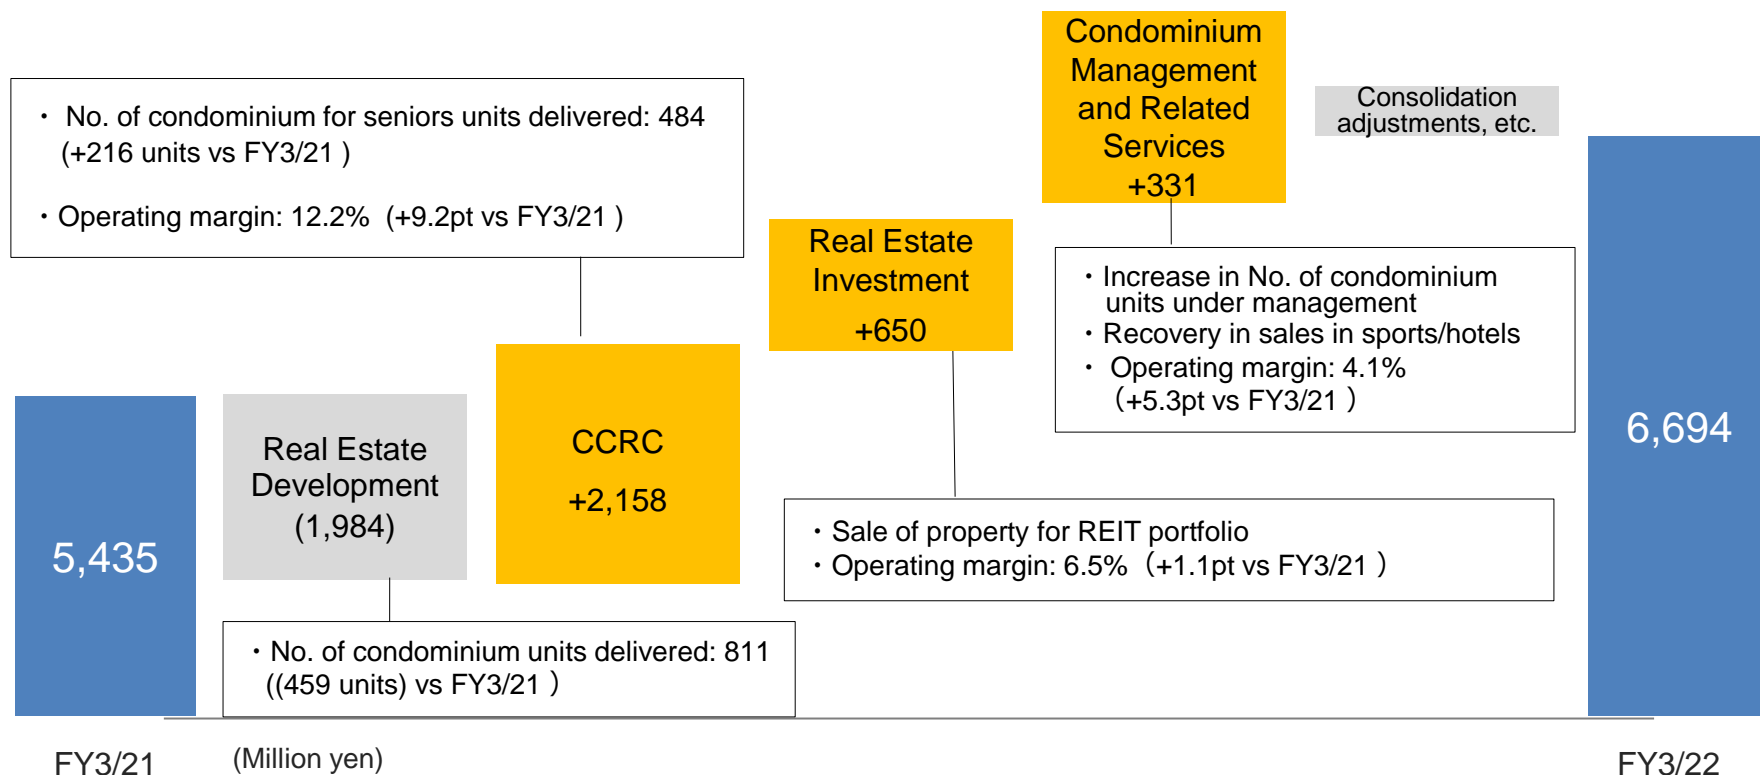 ・ No. of condominium for seniors units delivered: 484
(+216 units vs FY3/21 )
・Operating margin: 12.2%  (+9.2pt vs FY3/21 )
Condominium
Management
and Related
Services
+331
Consolidation
adjustments, etc.
Real Estate
Investment
+650
・Increase in No. of condominium
units under management
・Recovery in sales in sports/hotels
・ Operating margin: 4.1%
（+5.3pt vs FY3/21 ）
5,435
Real Estate
Development
(1,984)
CCRC
+2,158
6,694
・Sale of property for REIT portfolio
・Operating margin: 6.5%（+1.1pt vs FY3/21 ）
・No. of condominium units delivered: 811
((459 units) vs FY3/21 ）
FY3/21
(Million yen)
FY3/22